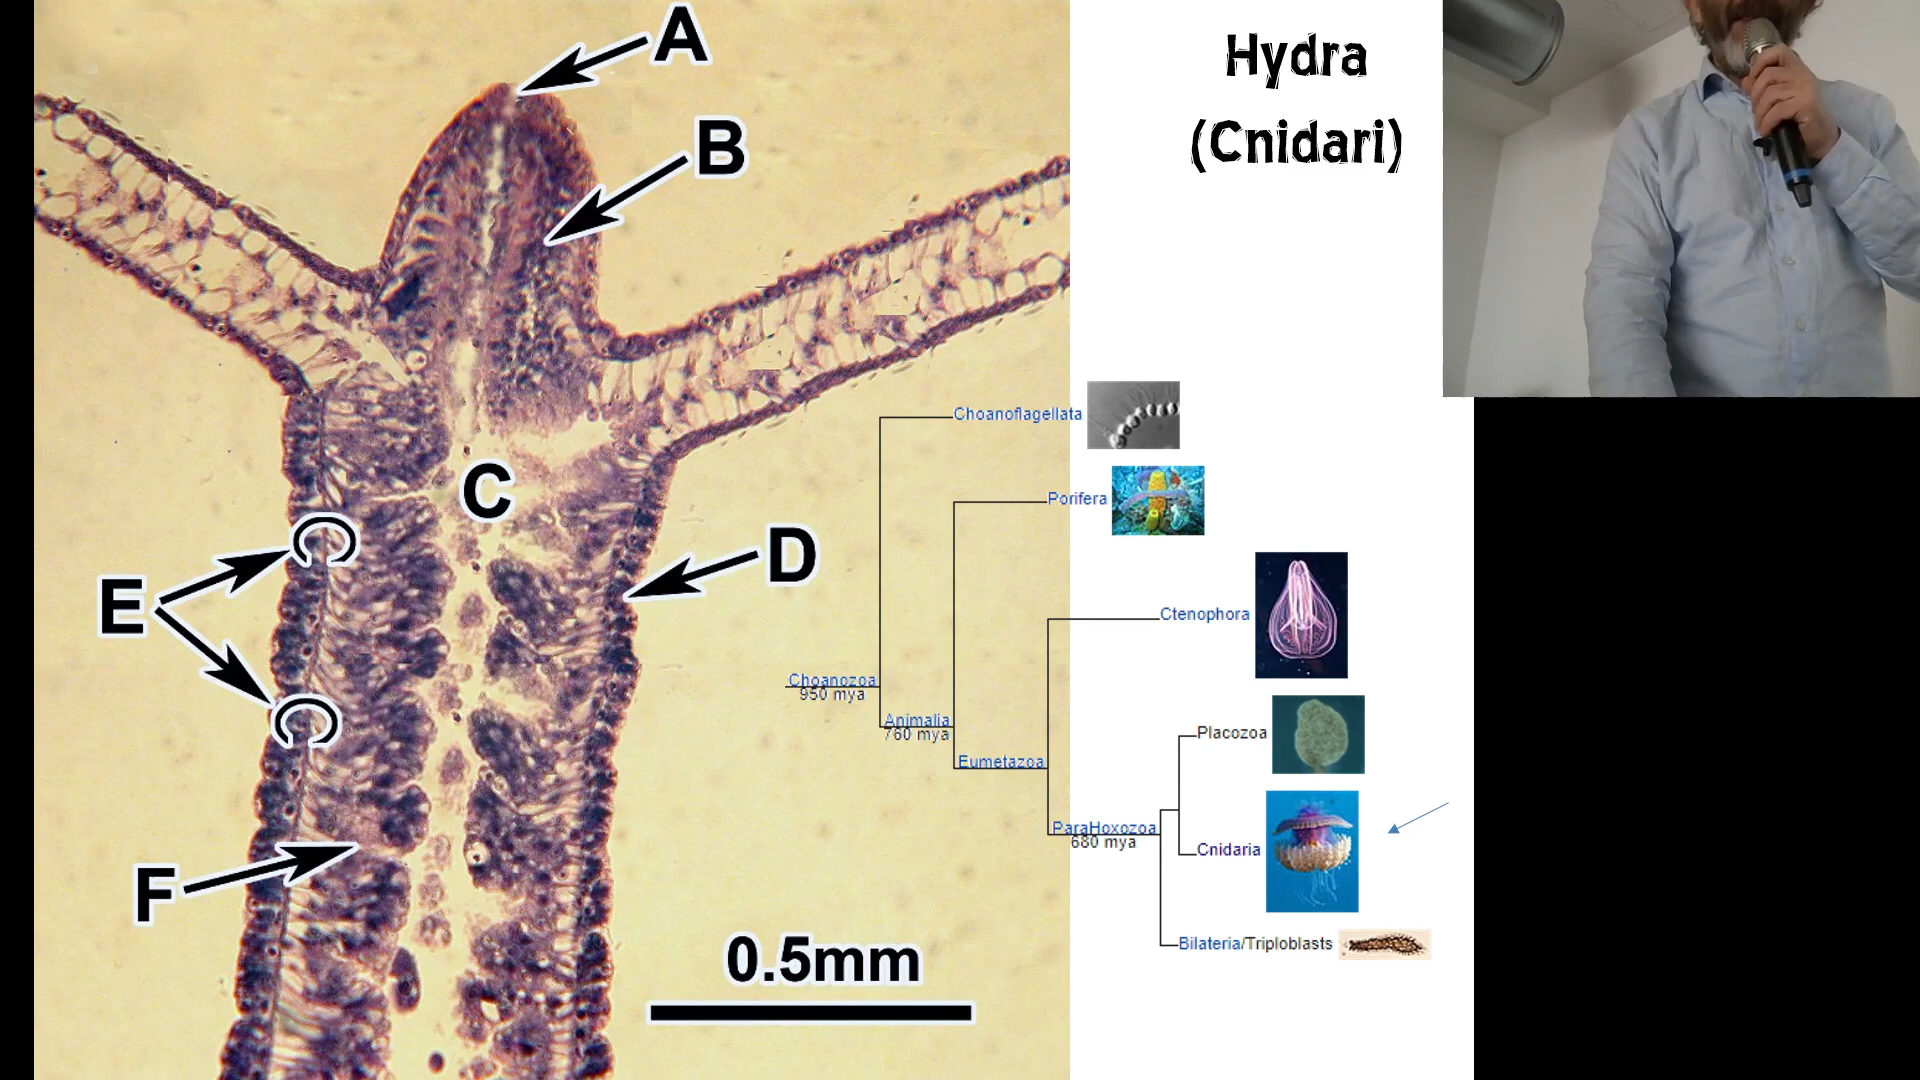 A
B
C
D
E
F
0.5mm
Hydra
(Cnidari)
Choanoflagellata
Porifera
Ctenophora
Choanozoa
950 mya
Animalia
760 mya
Eumetazoa
Placozoa
ParaHoxozoa
680 mya
Cnidaria
Bilateria/Triploblasts